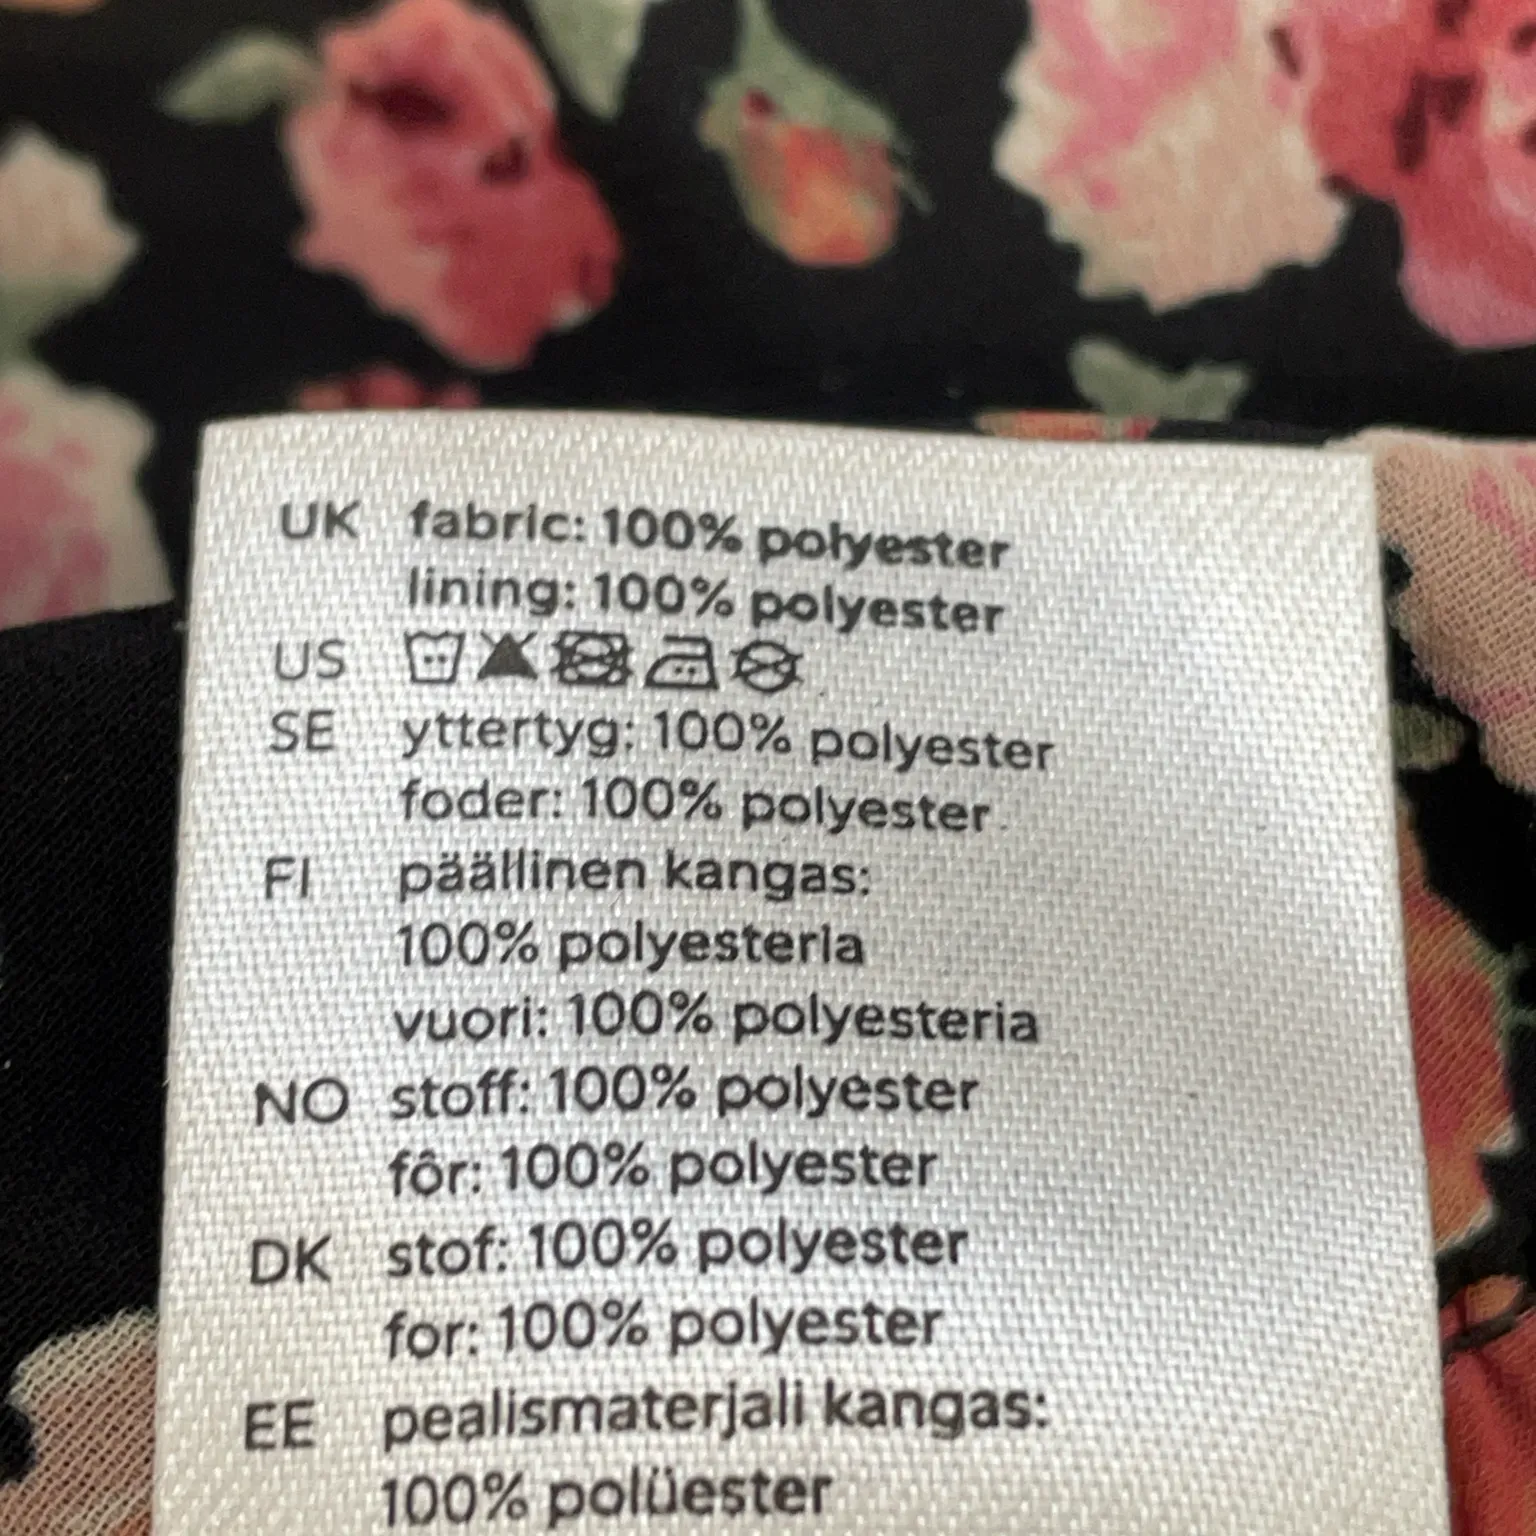 UK fabric: 100% polyester
lining: 100% polyester
US
SE yttertyg: 100% polyester
foder: 100% polyester
FI päällinen kangas:
100% polyesteria
vuori: 100% polyesteria
NO stoff: 100% polyester
fôr: 100% polyester
DK stof: 100% polyester
for: 100% polyester
EE pealismaterjali kangas:
100% polüester